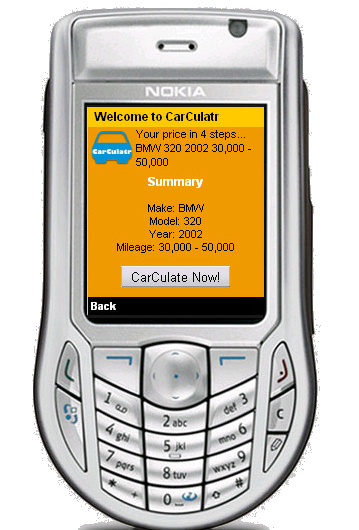 NOKIA
Welcome to CarCulatr
CarCulatr
Your price in 4 steps...
BMW 320 2002 30,000 -
50,000
Summary
Make: BMW
Model: 320
Year: 2002
Mileage: 30,000 - 50,000
CarCulate Now!
Back
C
1
2 abc
def 3
4 ghi
5 jkl
mno 6
7 pqrs
8 tuv
wxyz 9
* +
0
#